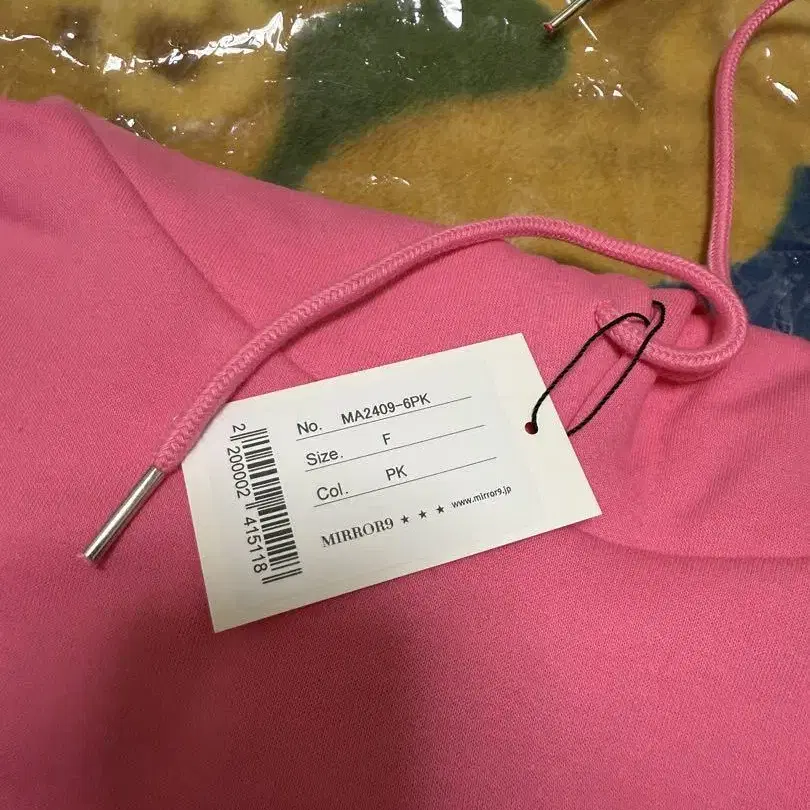 No. MA2409-6PK
Size. F
Col. PK
MIRROR9 ★ ★ ★ www.mirror9.jp
2 200002 415118